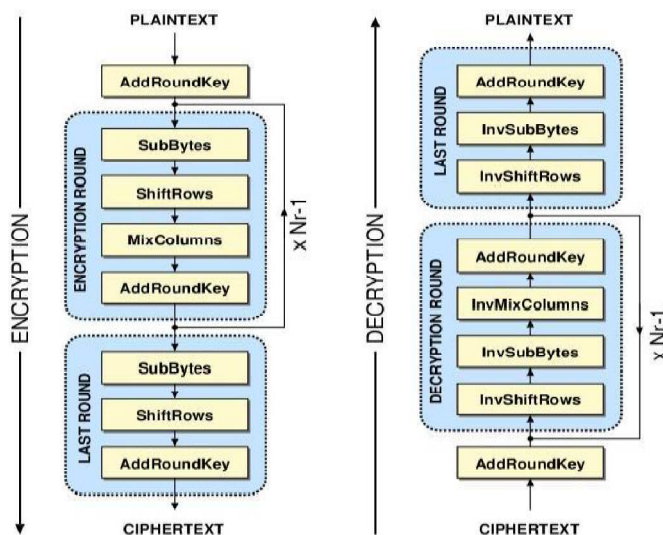 PLAINTEXT
AddRoundKey
ENCRYPTION ROUND
SubBytes
ShiftRows
MixColumns
AddRoundKey
x Nr-1
ENCRYPTION
LAST ROUND
SubBytes
ShiftRows
AddRoundKey
CIPHERTEXT
PLAINTEXT
LAST ROUND
AddRoundKey
InvSubBytes
InvShiftRows
DECRYPTION
DECRYPTION ROUND
AddRoundKey
InvMixColumns
InvSubBytes
InvShiftRows
x Nr-1
AddRoundKey
CIPHERTEXT